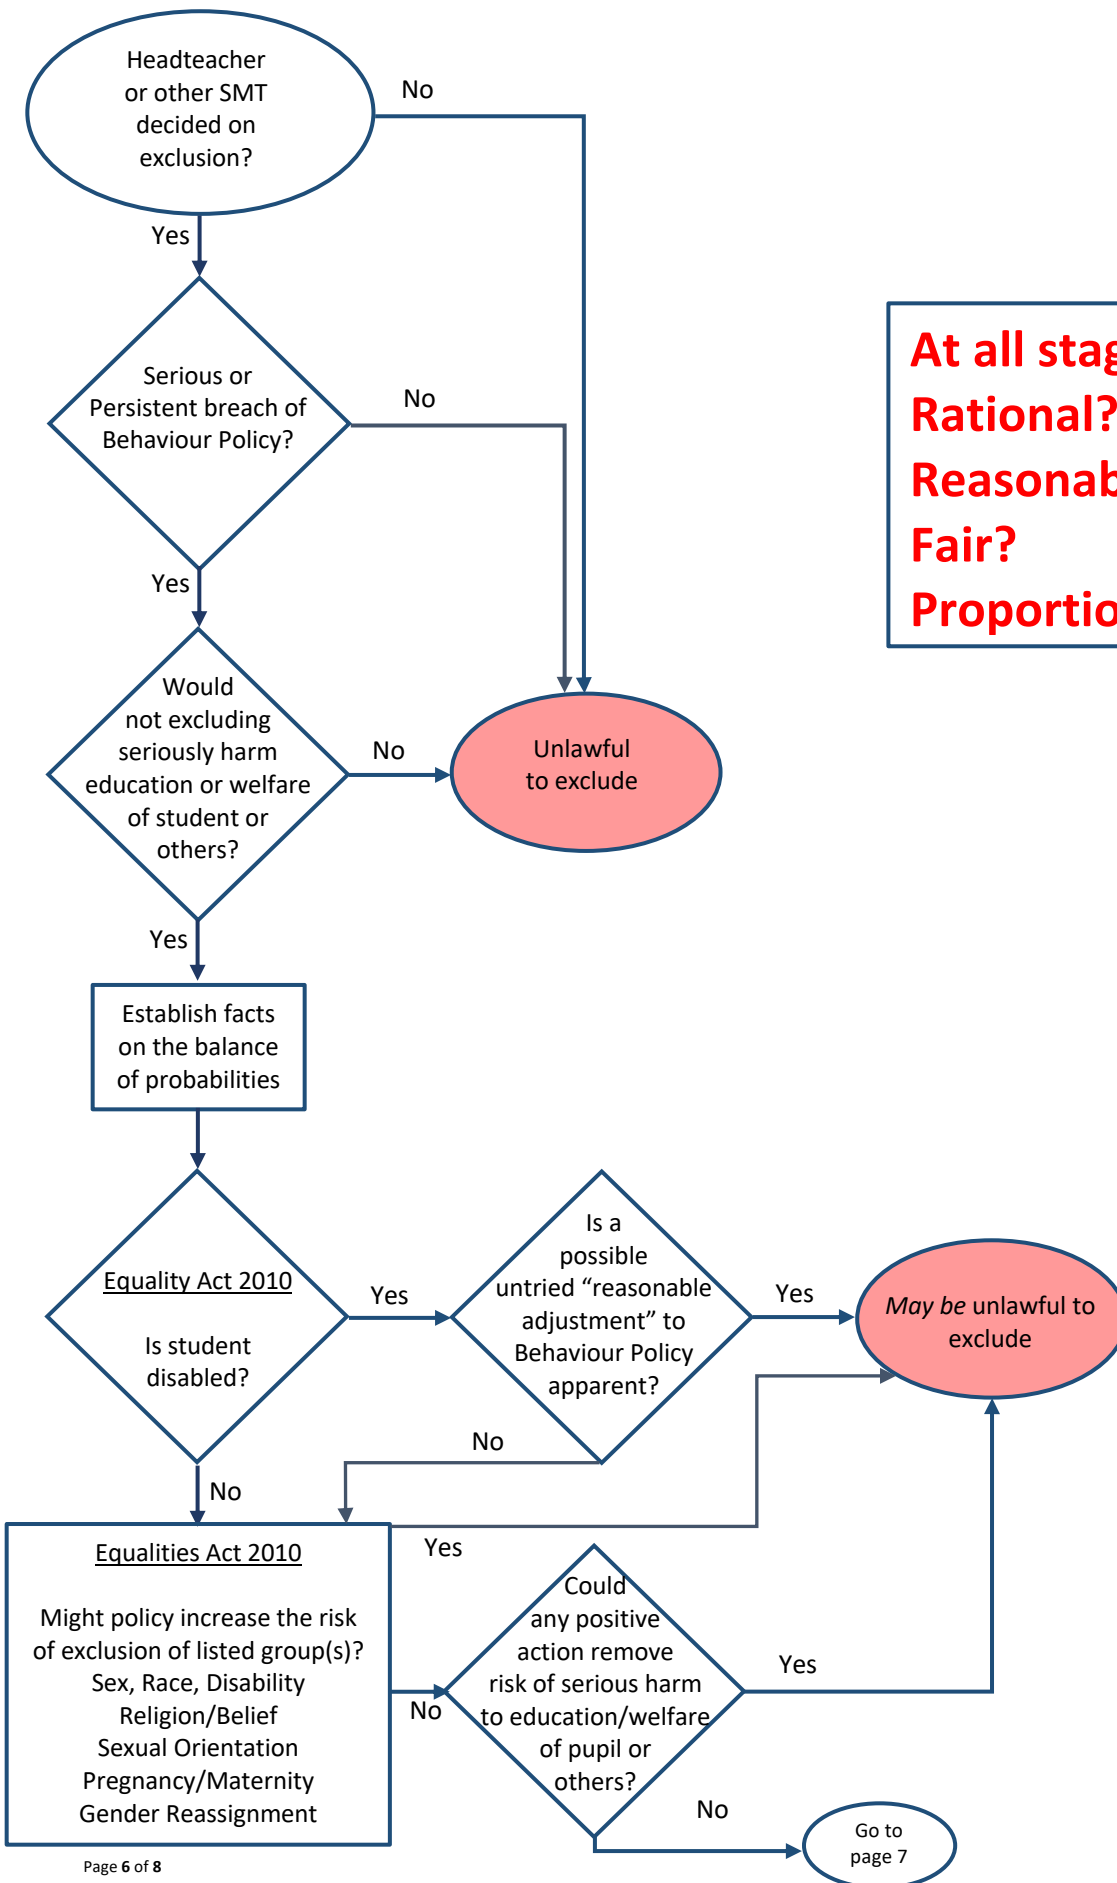 Headteacher
or other SMT
decided on
exclusion?
No
Yes
Serious or
Persistent breach of
Behaviour Policy?
No
Yes
At all
Rational?
Fair?
Would
not excluding
seriously harm
education or welfare
of student or
others?
No
Unlawful
to exclude
Yes
Establish facts
on the balance
of probabilities
Equality Act 2010
Is student
disabled?
Yes
Is a
possible
untried “reasonable
adjustment” to
Behaviour Policy
apparent?
Yes
May be unlawful to
exclude
No
No
Equalities Act 2010
Might policy increase the risk
of exclusion of listed group(s)?
Sex, Race, Disability
Religion/Belief
Sexual Orientation
Pregnancy/Maternity
Gender Reassignment
Yes
No
Could
any positive
action remove
risk of serious harm
to education/welfare
of pupil or
others?
Yes
No
Go to
page 7
Page 6 of 8